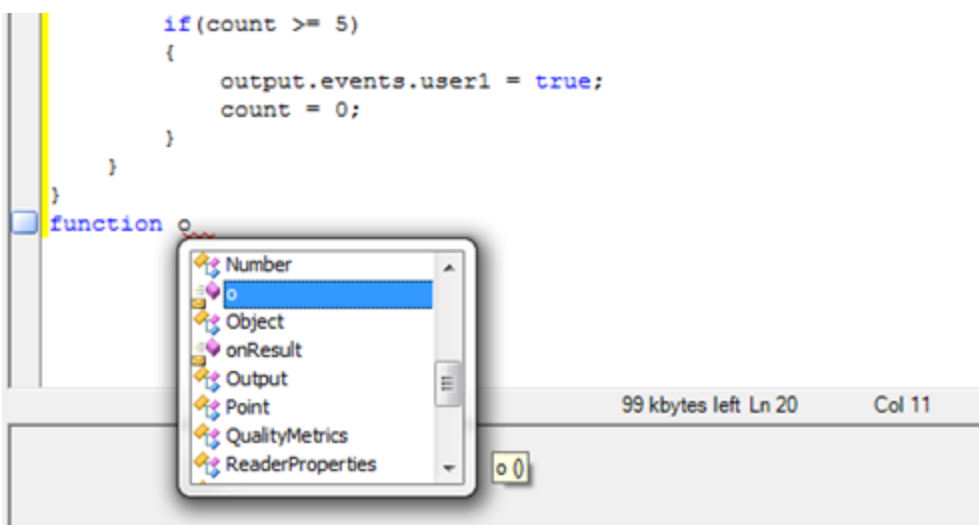 if(count >= 5)
{
output.events.user1 = true;
count = 0;
}
}
}
function o
Number
o
Object
onResult
Output
Point
QualityMetrics
ReaderProperties
99 kbytes left Ln 20 Col 11
o ()